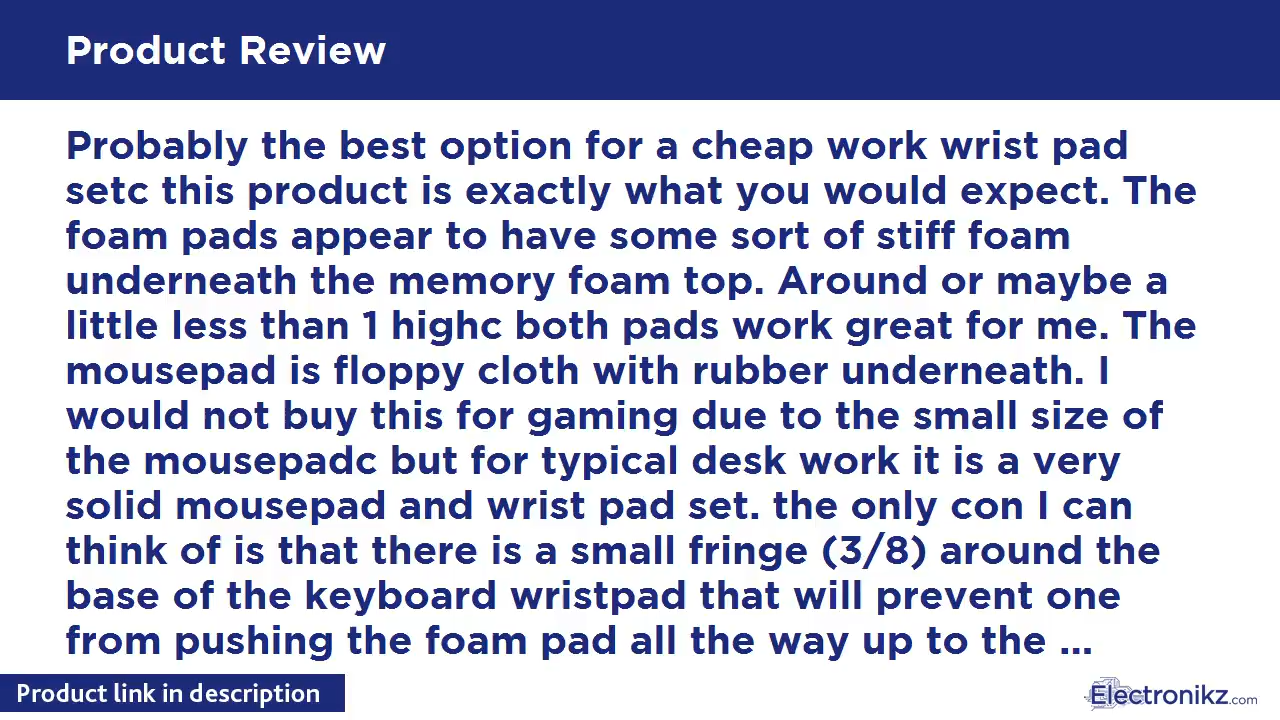 Product Review
Probably the best option for a cheap work wrist pad
setc this product is exactly what you would expect. The
foam pads appear to have some sort of stiff foam
underneath the memory foam top. Around or maybe a
little less than 1 highc both pads work great for me. The
mousepad is floppy cloth with rubber underneath. I
would not buy this for gaming due to the small size of
the mousepadc but for typical desk work it is a very
solid mousepad and wrist pad set. the only con I can
think of is that there is a small fringe (3/8) around the
base of the keyboard wristpad that will prevent one
from pushing the foam pad all the way up to the ...
Product link in description
Electronikz.com